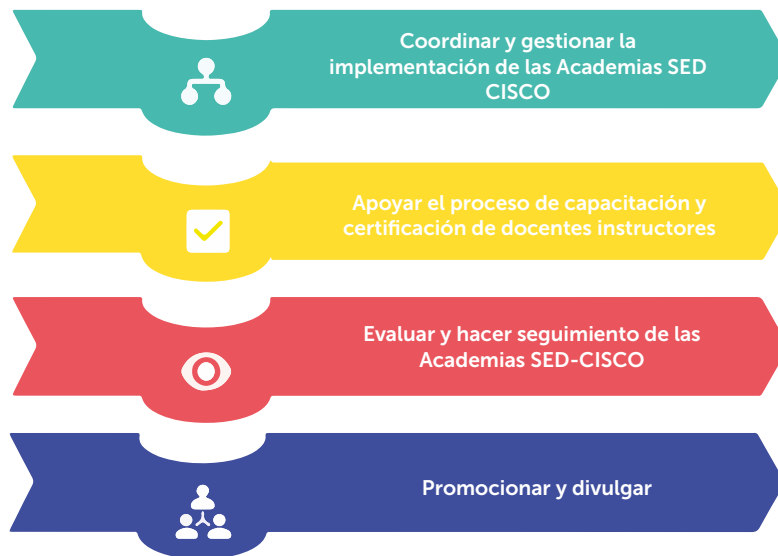 Coordinar y gestionar la
implementación de las Academias SED
CISCO
Apoyar el proceso de capacitación y
certificación de docentes instructores
Evaluar y hacer seguimiento de las
Academias SED-CISCO
Promocionar y divulgar